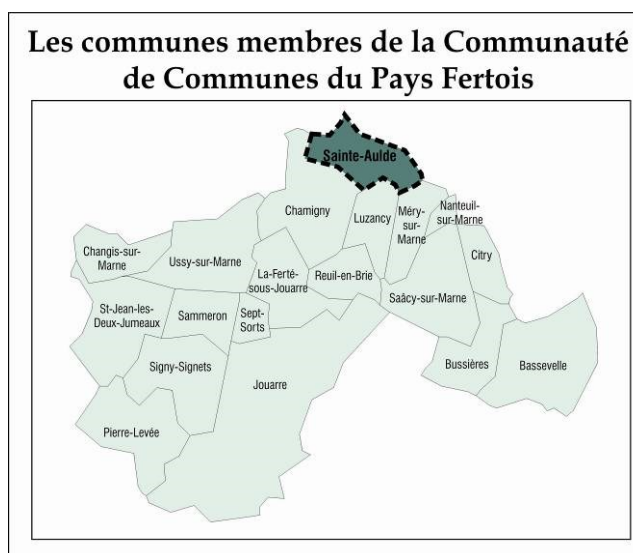 Les communes membres de la Communauté
de Communes du Pays Fertois
Sainte-Aulde
Chamigny
Luzancy
Méry-
sur-
Marne
Nanteuil-
sur-Marne
Changis-sur-
Marne
Ussy-sur-Marne
Citry
La-Ferté-
sous-Jouarre
Reuil-en-Brie
Saâcy-sur-Marne
St-Jean-les-
Deux-Jumeaux
Sammeron
Sept-
Sorts
Signy-Signets
Jouarre
Bussières
Bassevelle
Pierre-Levée